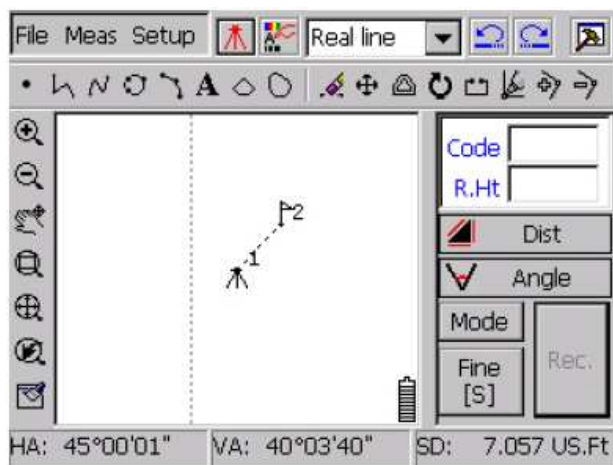 File Meas Setup Real line
A
Code
R.Ht
2
1
Dist
Angle
Mode
Fine
[S]
Rec.
HA: 45°00'01" VA: 40°03'40" SD: 7.057 US.Ft